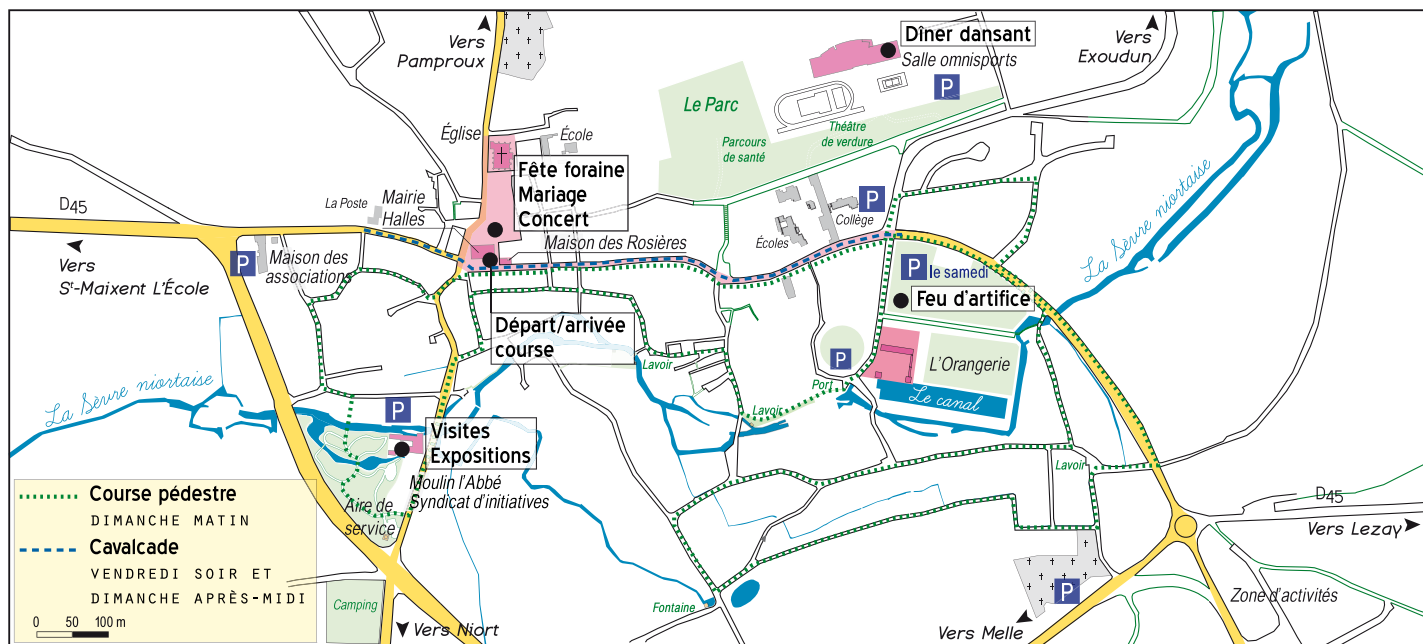 Vers
Pamproux
Dîner dansant
Salle omnisports
P
Vers
Exoudun
Le Parc
Parcours
de santé
Théâtre
de verdure
Église
École
Fête foraine
Mariage
Concert
La Poste
Mairie
Halles
Maison des Rosières
Écoles
Collège
P
La Sèvre niortaise
D45
Vers
St-Maixent L'École
P
Maison des
associations
P le samedi
Feu d'artifice
Départ/arrivée
course
Lavoir
P
Port
L'Orangerie
Le canal
Lavoir
La Sèvre niortaise
P
Visites
Expositions
Moulin l'Abbé
Syndicat d'initiatives
Aire de
service
Lavoir
D45
Vers Lezay
Course pédestre
DIMANCHE MATIN
Cavalcade
VENDREDI SOIR ET
DIMANCHE APRÈS-MIDI
0 50 100 m
Camping
Vers Niort
Fontaine
P
Vers Melle
Zone d'activités